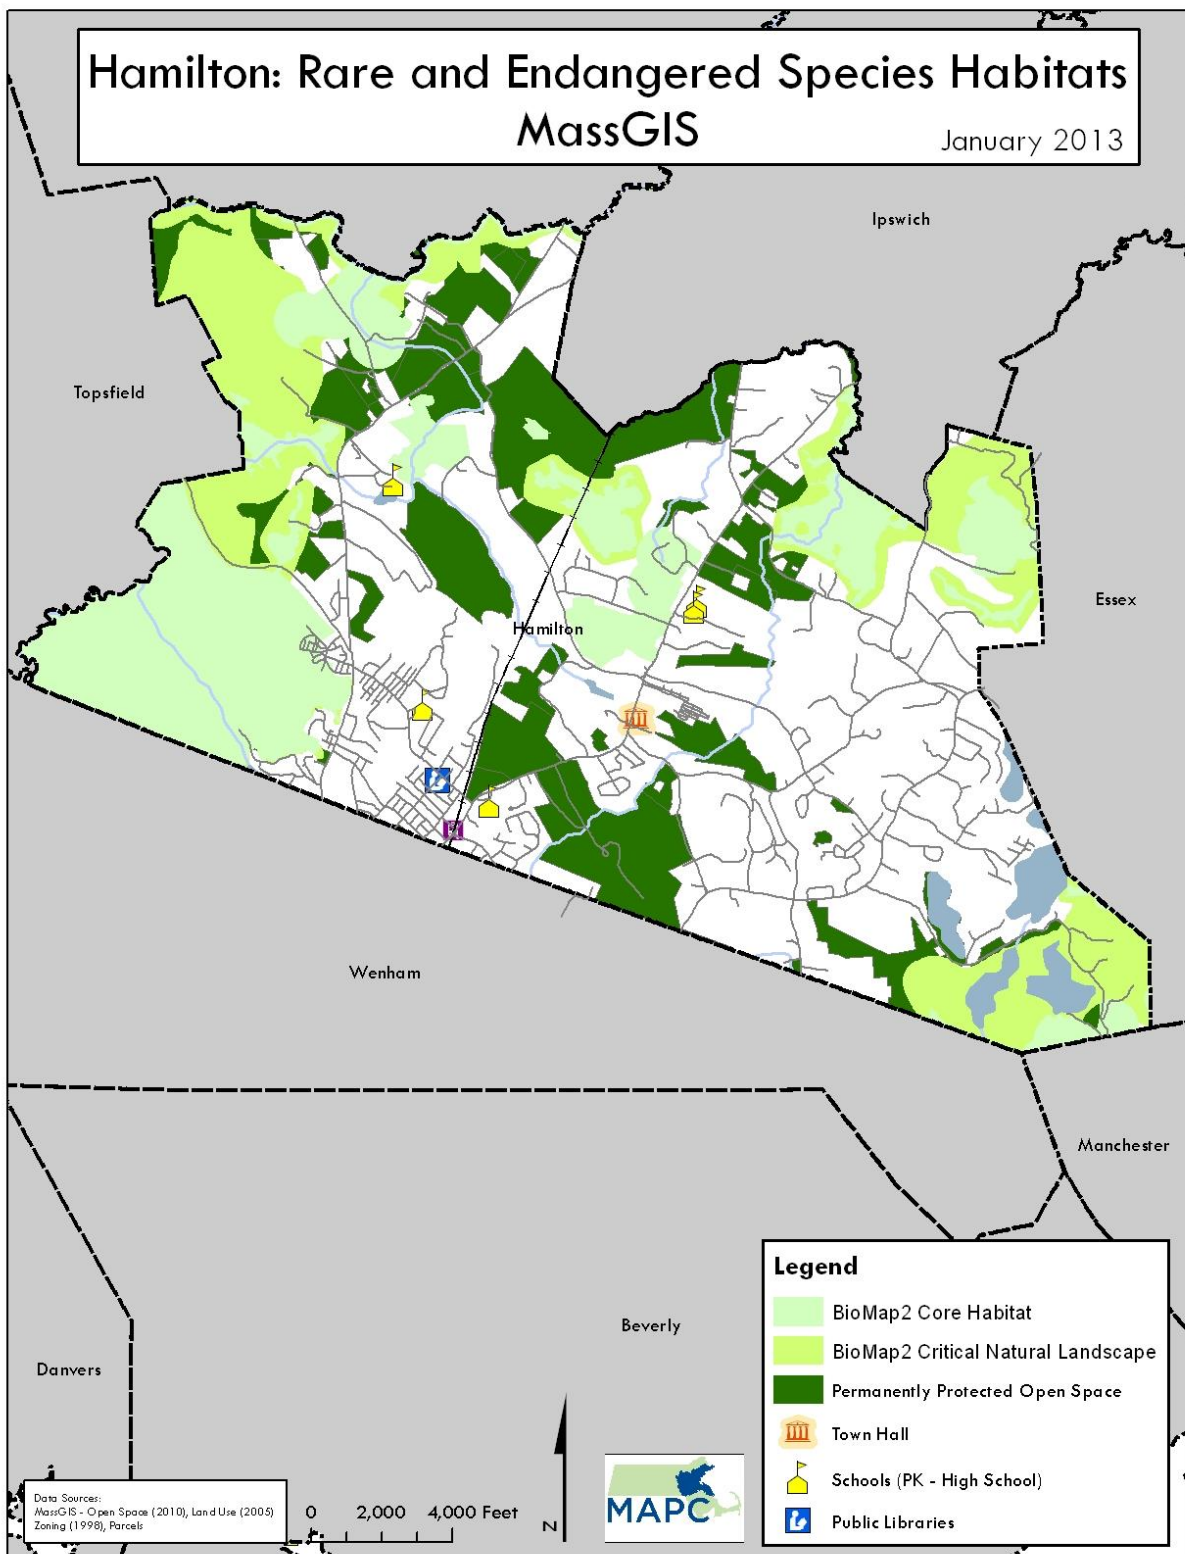 Hamilton: Rare and Endangered Species Habitats
MassGIS
January 2013
Ipswich
Topsfield
Essex
Hamilton
Wenham
Manchester
Beverly
Danvers
Legend
BioMap2 Core Habitat
BioMap2 Critical Natural Landscape
Permanently Protected Open Space
Town Hall
Schools (PK - High School)
Public Libraries
Data Sources:
MassGIS - Open Space (2010), Land Use (2005)
Zoning (1998), Parcels
0 2,000 4,000 Feet
N
MAPC